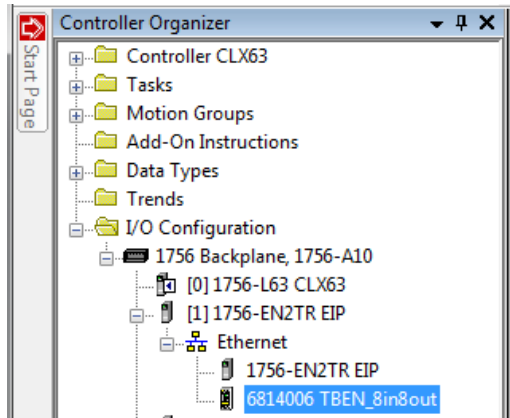 Controller Organizer
Start Page
Controller CLX63
Tasks
Motion Groups
Add-On Instructions
Data Types
Trends
I/O Configuration
1756 Backplane, 1756-A10
[0] 1756-L63 CLX63
[1] 1756-EN2TR EIP
Ethernet
1756-EN2TR EIP
6814006 TBEN_8in8out